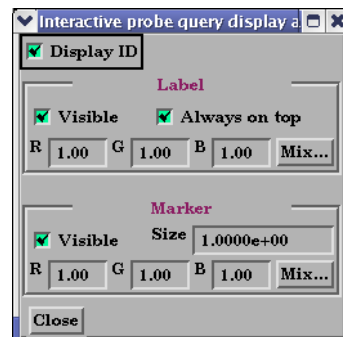 Interactive probe query display a
Display ID
Label
Visible Always on top
R 1.00 G 1.00 B 1.00 Mix...
Marker
Visible Size 1.0000e+00
R 1.00 G 1.00 B 1.00 Mix...
Close